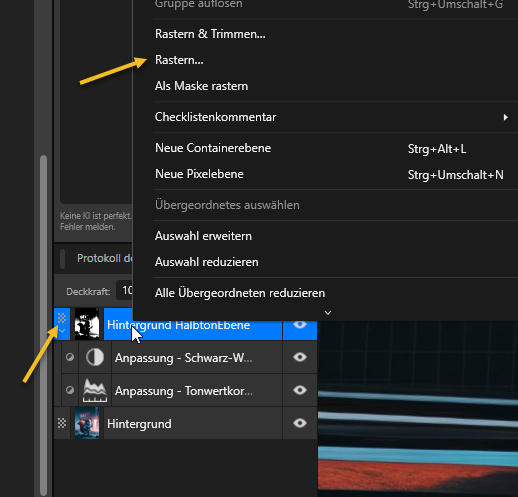 Gruppe auflösen Strg+Umschalt+G
Rastern & Trimmen...
Rastern...
Als Maske rastern
Checklistenkommentar
Neue Containerebene Strg+Alt+L
Neue Pixelebene Strg+Umschalt+N
Übergeordnetes auswählen
Auswahl erweitern
Auswahl reduzieren
Alle Übergeordneten reduzieren
Keine KI ist perfekt.
Fehler melden.
Protokoll de
Deckkraft: 10
Hintergrund HalbtonEbene
Anpassung - Schwarz-W...
Anpassung - Tonwertkor...
Hintergrund